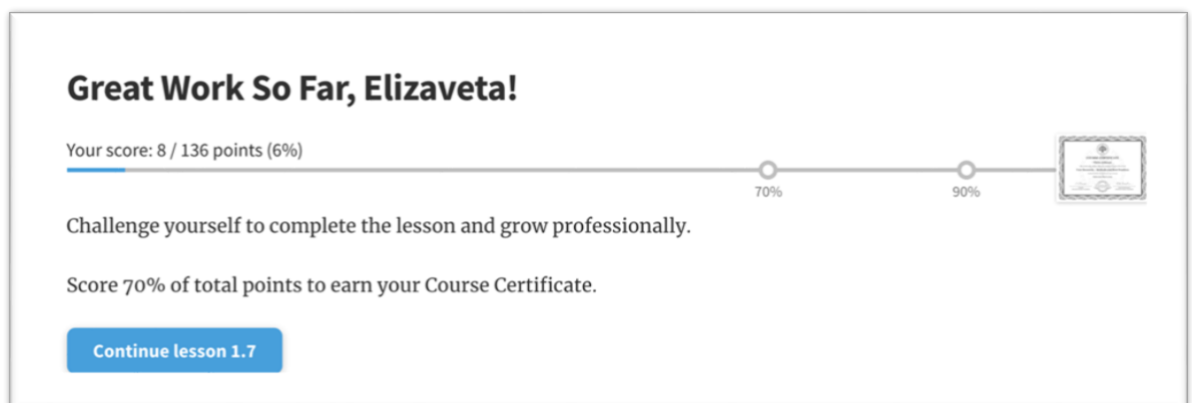 Great Work So Far, Elizaveta!
Your score: 8 / 136 points (6%)
70%
90%
Challenge yourself to complete the lesson and grow professionally.
Score 70% of total points to earn your Course Certificate.
Continue lesson 1.7